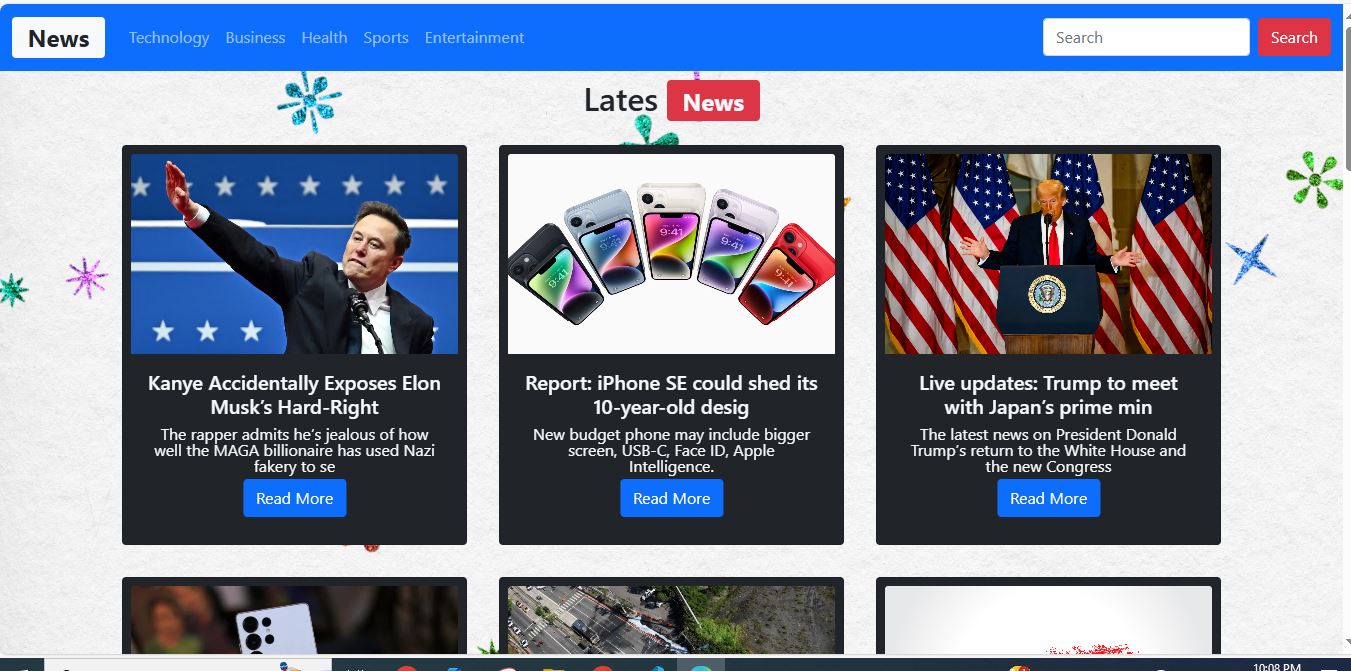 News Technology Business Health Sports Entertainment Search Search
Lates News
Kanye Accidentally Exposes Elon
Musk’s Hard-Right
The rapper admits he’s jealous of how
well the MAGA billionaire has used Nazi
fakery to se
Read More
9:41 9:41 9:41 9:41 9:41
Report: iPhone SE could shed its
10-year-old desig
New budget phone may include bigger
screen, USB-C, Face ID, Apple
Intelligence.
Read More
Live updates: Trump to meet
with Japan’s prime min
The latest news on President Donald
Trump’s return to the White House and
the new Congress
Read More
10:08 PM